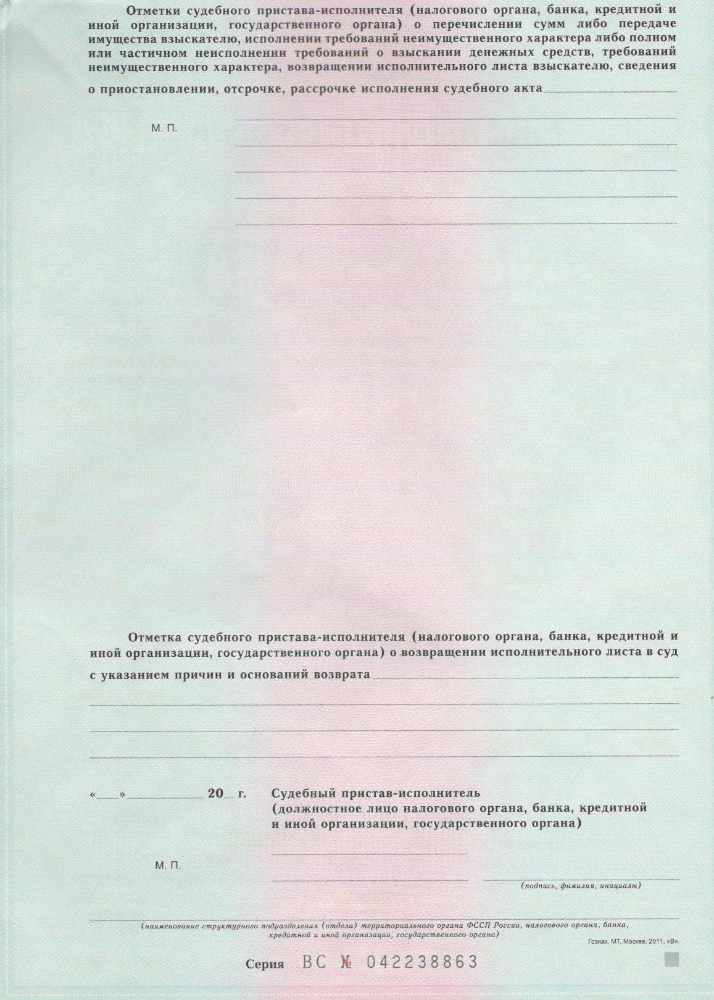 Отметки судебного пристава-исполнителя (налогового органа, банка, кредитной и
иной организации, государственного органа) о перечислении сумм либо передаче
имущества взыскателю, исполнении требований неимущественного характера либо полном
или частичном неисполнении требований о взыскании денежных средств, требований
неимущественного характера, возвращении исполнительного листа взыскателю, сведения
о приостановлении, отсрочке, рассрочке исполнения судебного акта
М. П.
Отметка судебного пристава-исполнителя (налогового органа, банка, кредитной и
иной организации, государственного органа) о возвращении исполнительного листа в суд
с указанием причин и оснований возврата
«___»____________ 20__ г. Судебный пристав-исполнитель
(должностное лицо налогового органа, банка, кредитной
и иной организации, государственного органа)
М. П.
(подпись, фамилия, инициалы)
(наименование структурного подразделения (отдела) территориального органа ФССП России, налогового органа, банка,
кредитной и иной организации, государственного органа)
Гознак, МТ, Москва, 2011, «В».
Серия ВС № 042238863